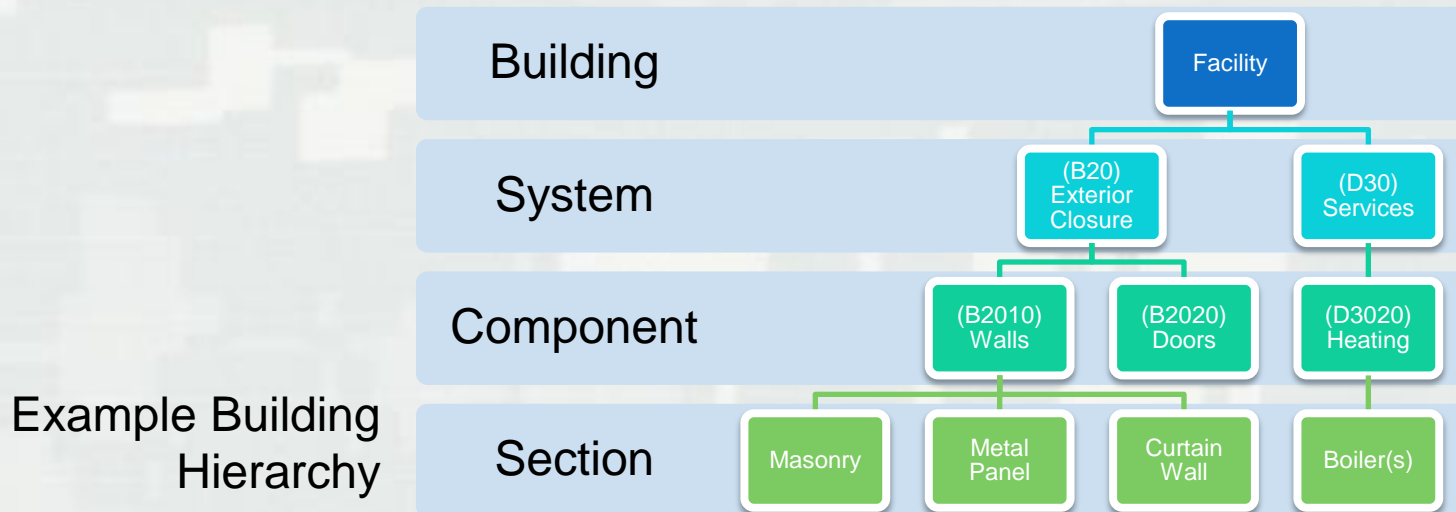 Building
Facility
System
(B20)
Exterior
Closure
(D30)
Services
Component
(B2010)
Walls
(B2020)
Doors
(D3020)
Heating
Example Building
Hierarchy
Section
Masonry
Metal
Panel
Curtain
Wall
Boiler(s)